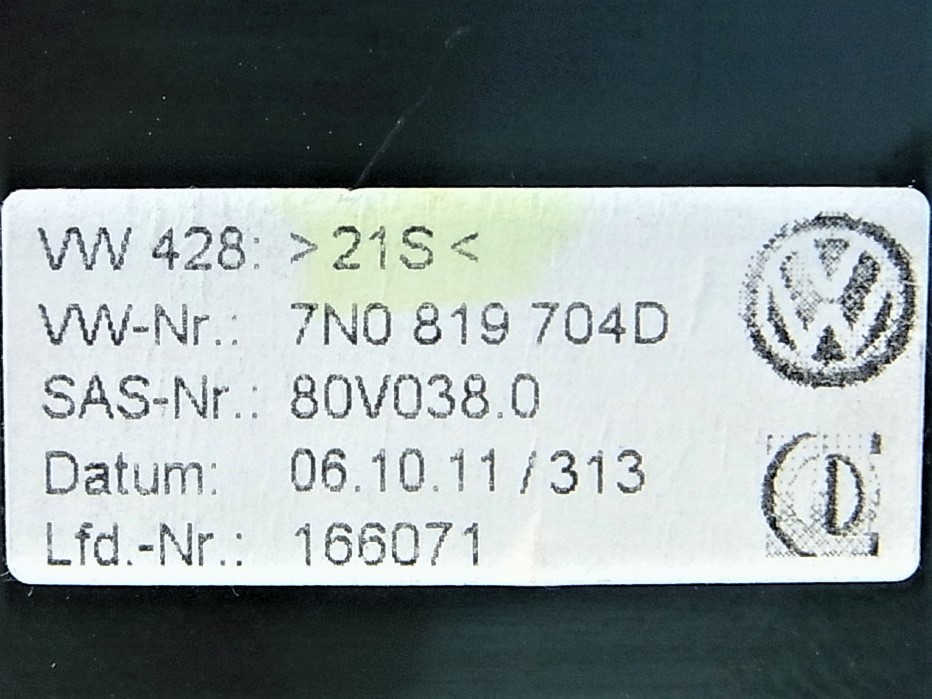 VW 428: >21S<
VW-Nr.: 7N0 819 704D
SAS-Nr.: 80V038.0
Datum: 06.10.11 / 313
Lfd.-Nr.: 166071